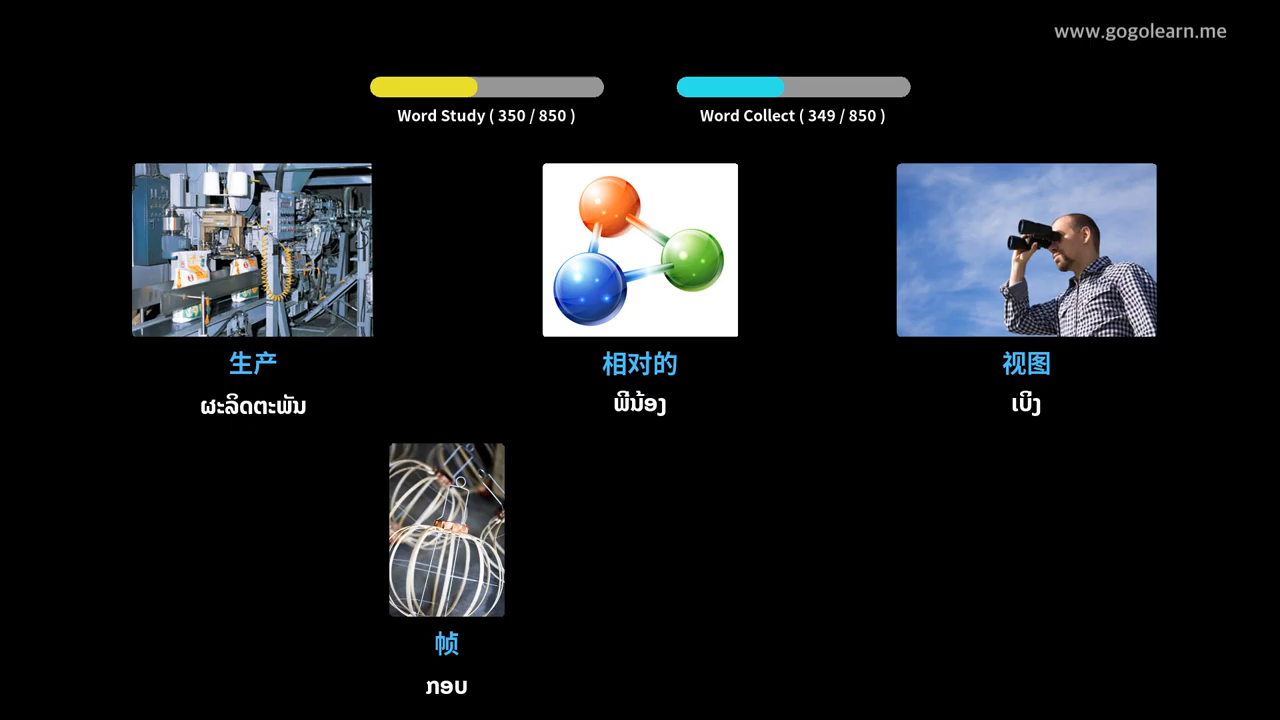 www.gogolearn.me
Word Study ( 350 / 850 )
Word Collect ( 349 / 850 )
生产
相对的
视图
ຜະລິດຕະພັນ
ພີ່ນ້ອງ
ເບິ່ງ
帧
ກອບ